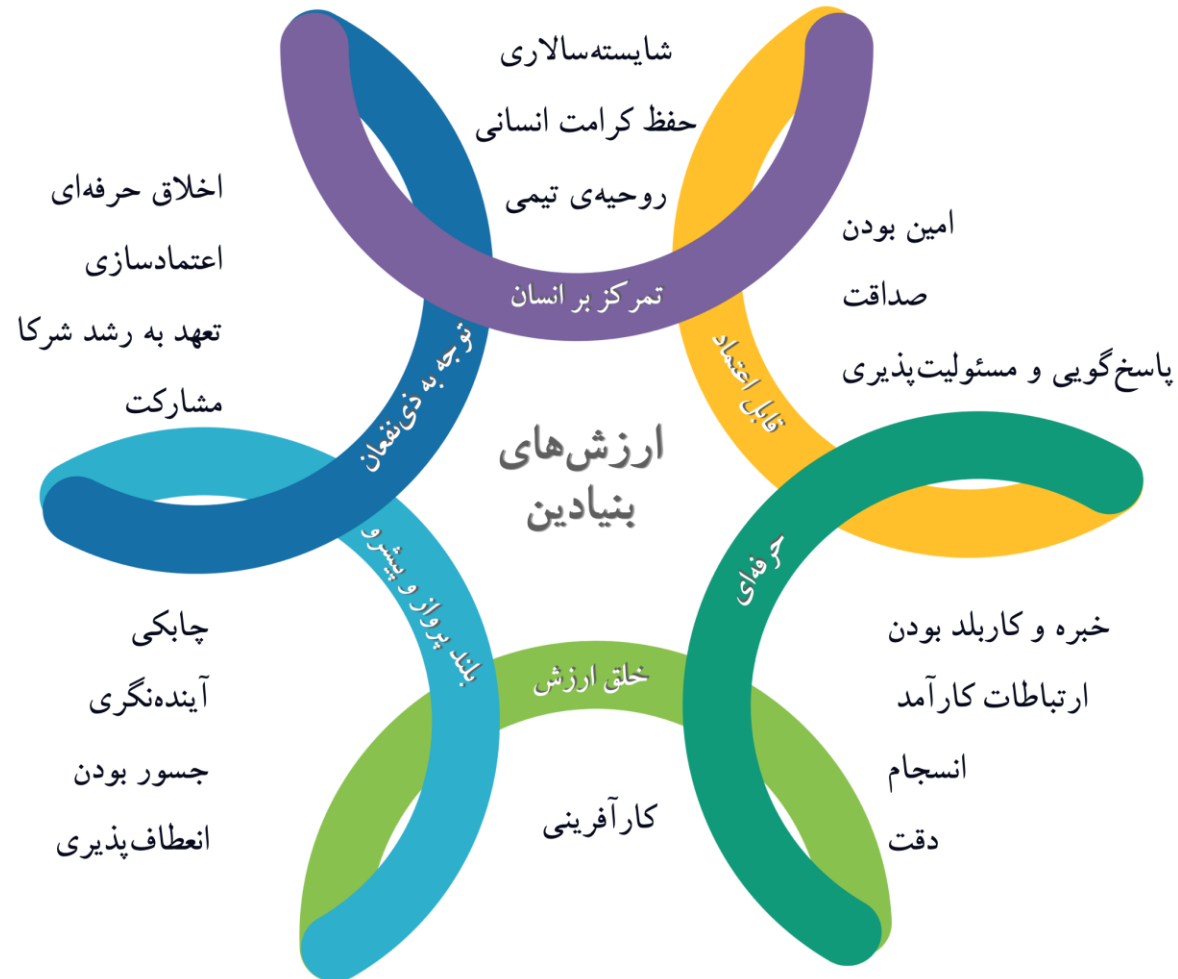 شایسته‌سالاری
حفظ کرامت انسانی
روحیه‌ی تیمی
تمرکز بر انسان
امین بودن
صداقت
پاسخ‌گویی و مسئولیت‌پذیری
قابل اعتماد
اخلاق حرفه‌ای
اعتمادسازی
تعهد به رشد شرکا
مشارکت
توجه به ذی‌نفعان
ارزش‌های
بنیادین
حرفه‌ای
خبره و کاربلد بودن
ارتباطات کارآمد
انسجام
دقت
خلق ارزش
کارآفرینی
بلند پرواز و پیشرو
چابکی
آینده‌نگری
جسور بودن
انعطاف‌پذیری